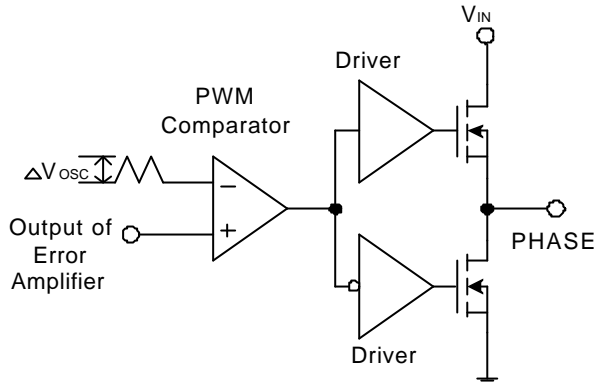 VIN
Driver
PWM
Comparator
ΔVOSC
−
+
Output of
Error
Amplifier
PHASE
Driver